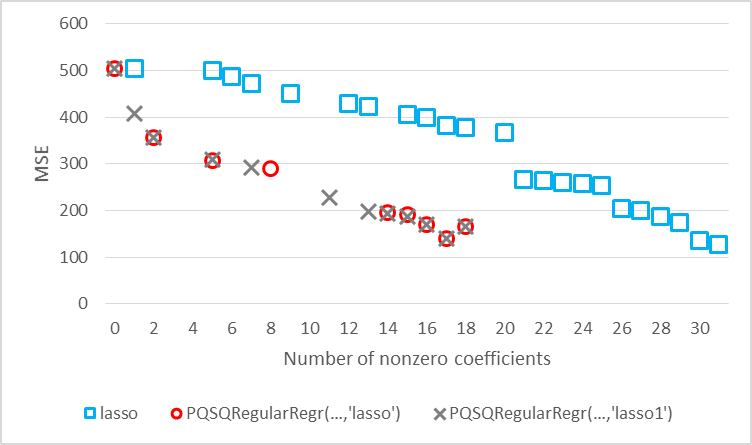 600
500
400
300
200
100
0
MSE
0 2 4 6 8 10 12 14 16 18 20 22 24 26 28 30
Number of nonzero coefficients
lasso PQSQRegularRegr(...,'lasso') PQSQRegularRegr(...,'lasso1')